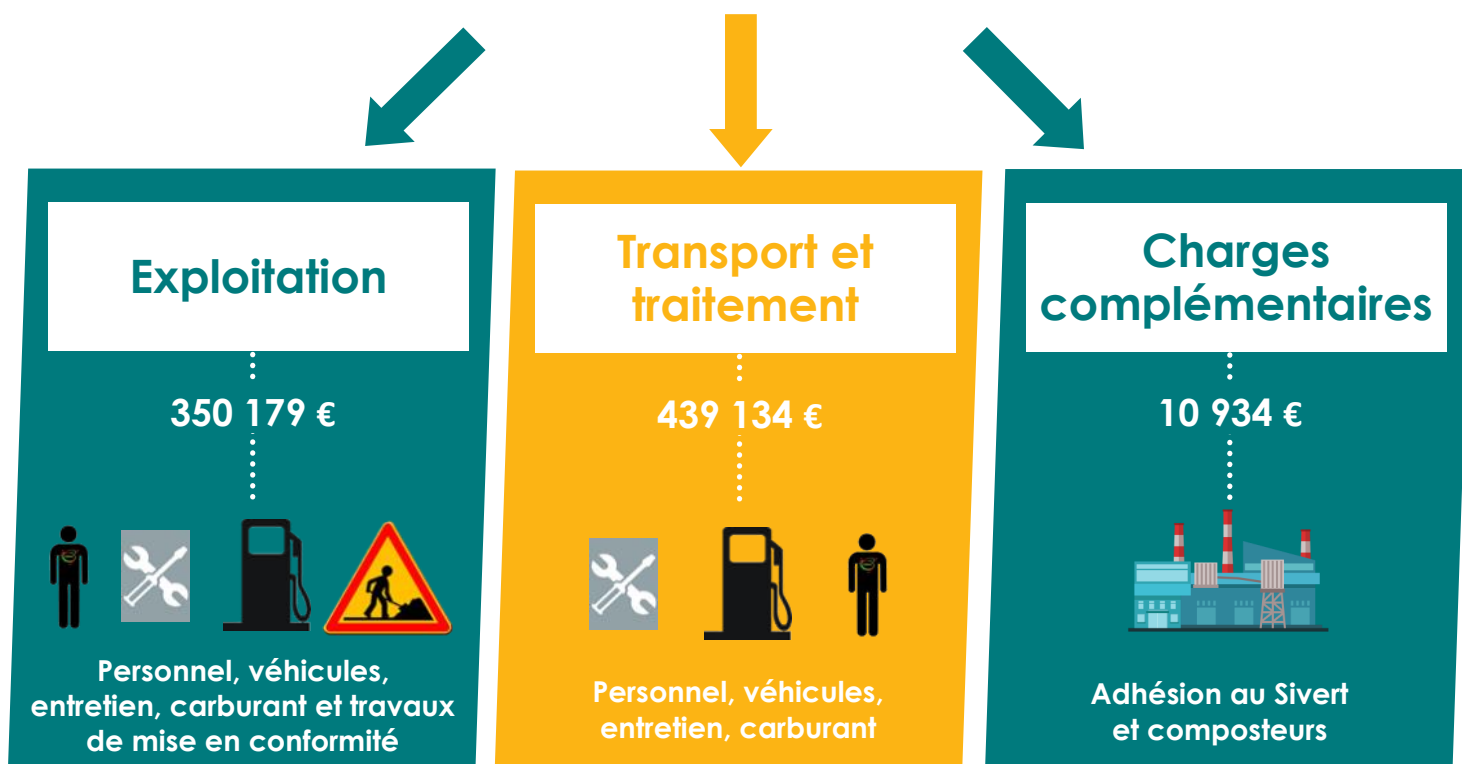 Exploitation
350 179 €
Personnel, véhicules,
entretien, carburant et travaux
de mise en conformité
Transport et
traitement
439 134 €
Personnel, véhicules,
entretien, carburant
Charges
complémentaires
10 934 €
Adhésion au Sivert
et composteurs